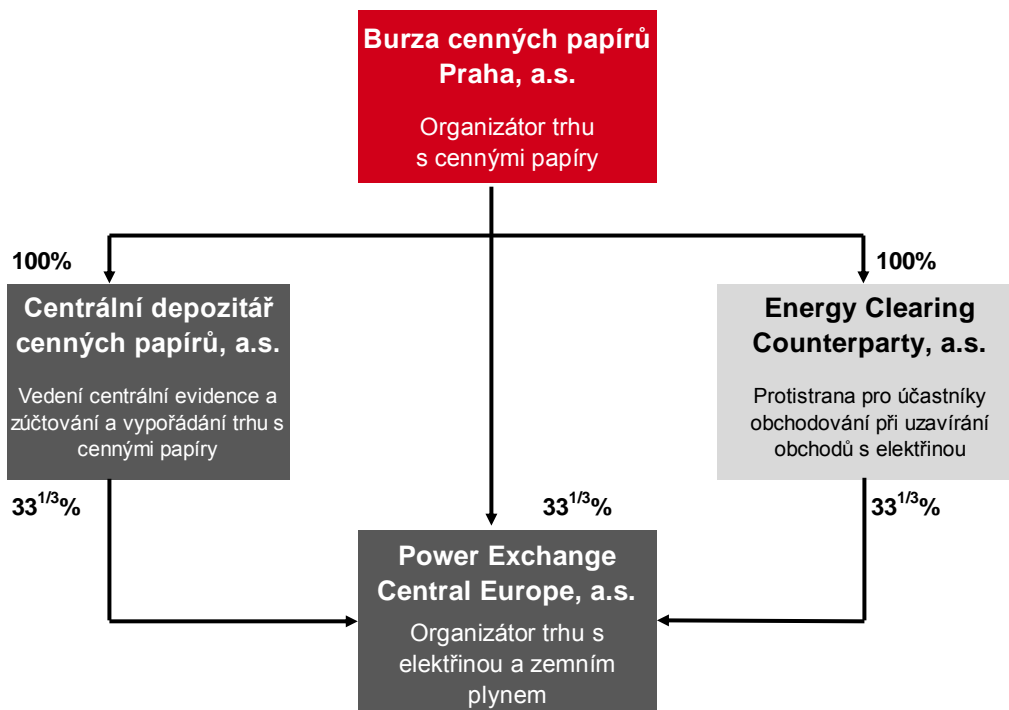 Burza cenných papírů
Praha, a.s.
Organizátor trhu
s cennými papíry
100%
100%
Centrální depozitář
cenných papírů, a.s.
Vedení centrální evidence a
zúčtování a vypořádání trhu s
cennými papíry
Energy Clearing
Counterparty, a.s.
Protistrana pro účastníky
obchodování při uzavírání
obchodů s elektřinou
33^1/3%
33^1/3%
33^1/3%
Power Exchange
Central Europe, a.s.
Organizátor trhu s
elektřinou a zemním
plynem